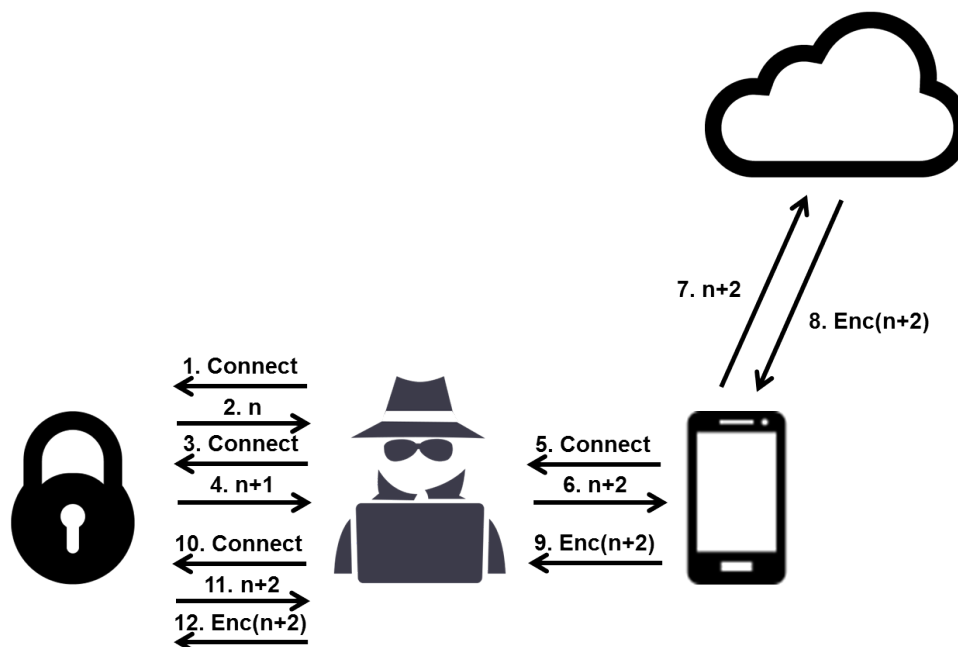 1. Connect
2. n
3. Connect
4. n+1
5. Connect
6. n+2
7. n+2
8. Enc(n+2)
9. Enc(n+2)
10. Connect
11. n+2
12. Enc(n+2)